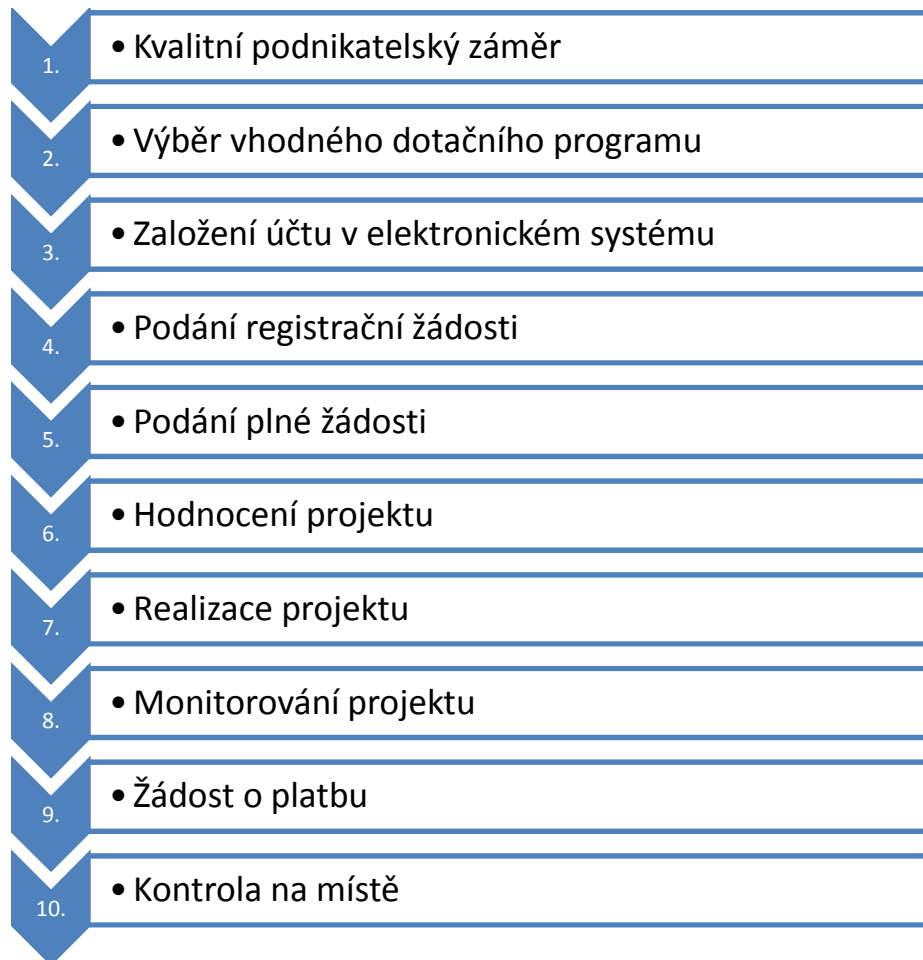 1. • Kvalitní podnikatelský záměr
2. • Výběr vhodného dotačního programu
3. • Založení účtu v elektronickém systému
4. • Podání registrační žádosti
5. • Podání plné žádosti
6. • Hodnocení projektu
7. • Realizace projektu
8. • Monitorování projektu
9. • Žádost o platbu
10. • Kontrola na místě